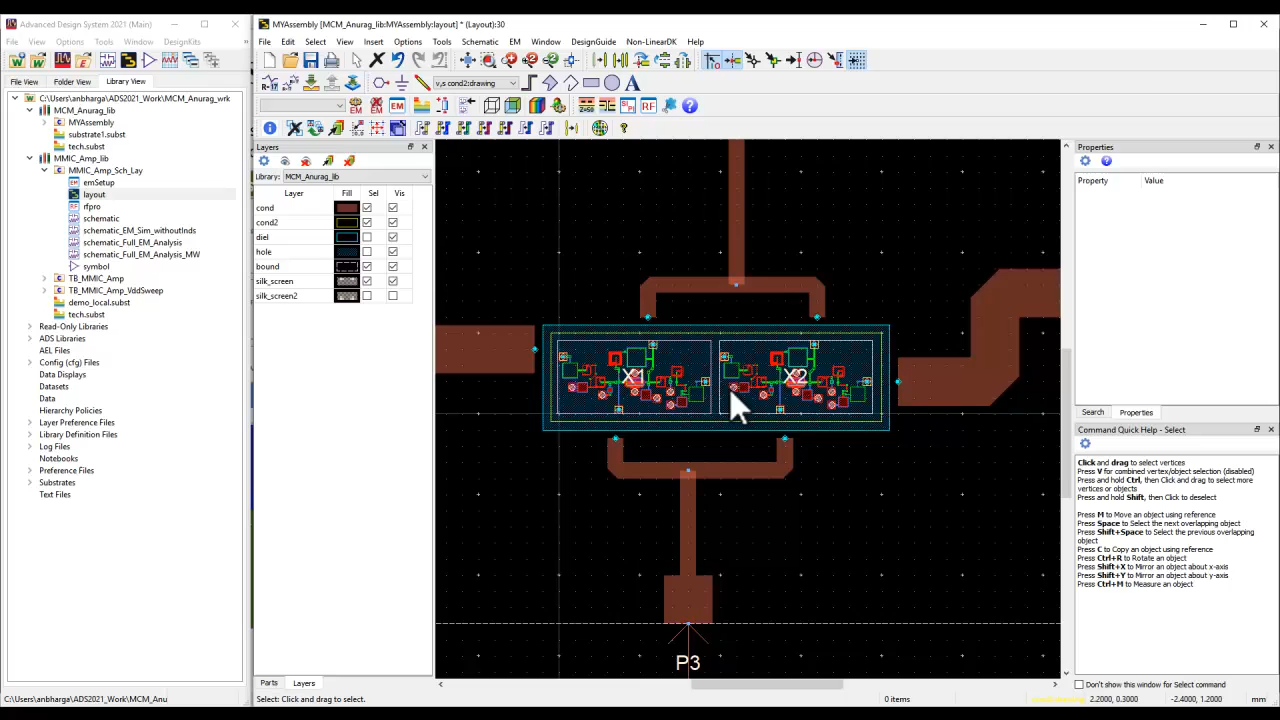 Advanced Design System 2021 (Main)
File View Options Tools Window DesignKits »
File View Folder View Library View
C:\Users\anbharga\ADS2021_Work\MCM_Anurag_wrk
MCM_Anurag_lib
MYAssembly
substrate1.subst
tech.subst
MMIC_Amp_lib
MMIC_Amp_Sch_Lay
emSetup
layout
rfpro
schematic
schematic_EM_Sim_withoutInds
schematic_Full_EM_Analysis
schematic_Full_EM_Analysis_MW
symbol
TB_MMIC_Amp
TB_MMIC_Amp_VddSweep
demo_local.subst
tech.subst
Read-Only Libraries
ADS Libraries
AEL Files
Config (cfg) Files
Data Displays
Datasets
Data
Hierarchy Policies
Layer Preference Files
Library Definition Files
Log Files
Notebooks
Preference Files
Substrates
Text Files
C:/Users/anbharga/ADS2021_Work/MCM_Anu
MYAssembly [MCM_Anurag_lib:MYAssembly:layout] * (Layout):30
File Edit Select View Insert Options Tools Schematic EM Window DesignGuide Non-LinearDK Help
v,s cond2:drawing
Layers
Library: MCM_Anurag_lib
Layer Fill Sel Vis
cond
cond2
diel
hole
bound
silk_screen
silk_screen2
Parts Layers
X1 X2
P3
Properties
Property Value
Search Properties
Command Quick Help - Select
Click and drag to select vertices
Press V for combined vertex/object selection (disabled)
Press and hold Ctrl, then Click and drag to select more
vertices or objects
Press and hold Shift, then Click to deselect
Press M to Move an object using reference
Press Space to Select the next overlapping object
Press Shift+Space to Select the previous overlapping
object
Press C to Copy an object using reference
Press Ctrl+R to Rotate an object
Press Shift+X to Mirror an object about x-axis
Press Shift+Y to Mirror an object about y-axis
Press Ctrl+M to Measure an object
Don't show this window for Select command
Select: Click and drag to select.
0 items
2.2000, 0.3000
-2.4000, 1.2000
mm